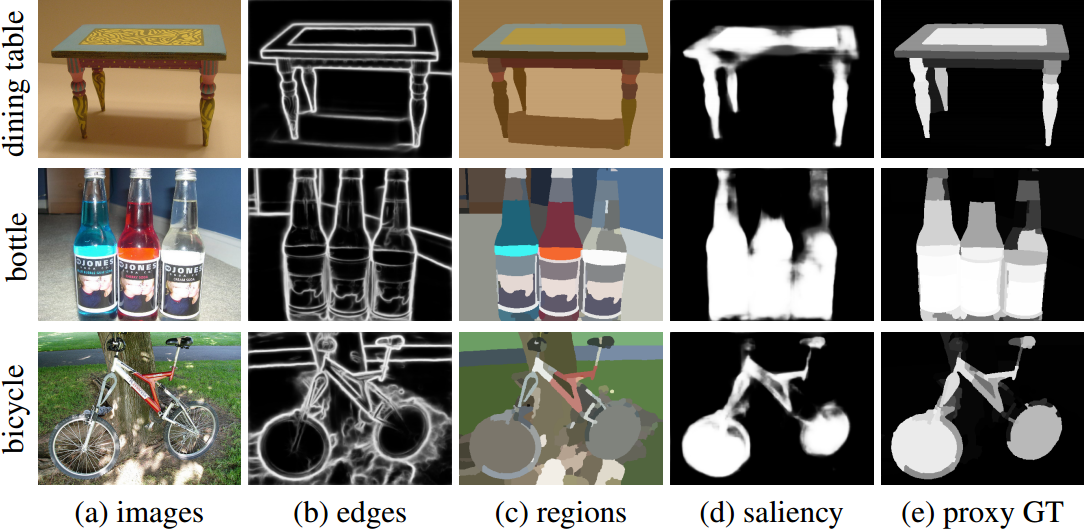 dining table
bottle
JONES
JONES
JONES
bicycle
(a) images
(b) edges
(c) regions
(d) saliency
(e) proxy GT